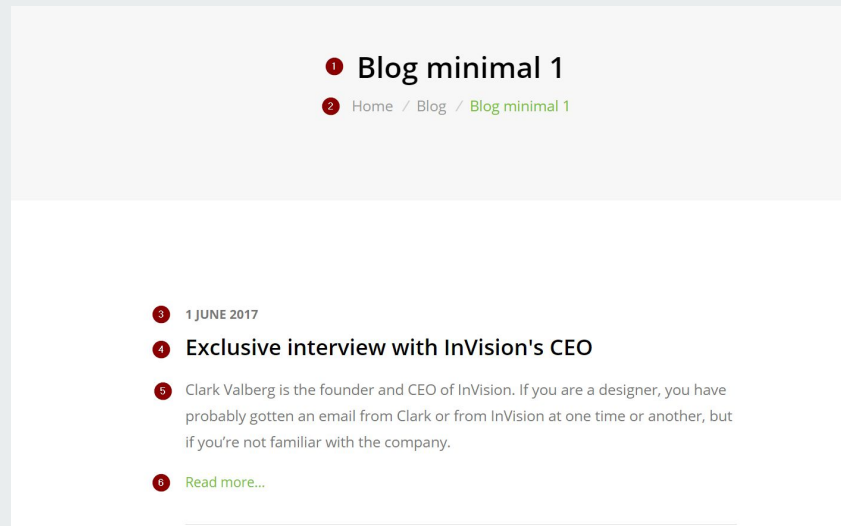 1 Blog minimal 1
2 Home / Blog / Blog minimal 1
3 1 JUNE 2017
4 Exclusive interview with InVision's CEO
5 Clark Valberg is the founder and CEO of InVision. If you are a designer, you have
probably gotten an email from Clark or from InVision at one time or another, but
if you’re not familiar with the company.
6 Read more...